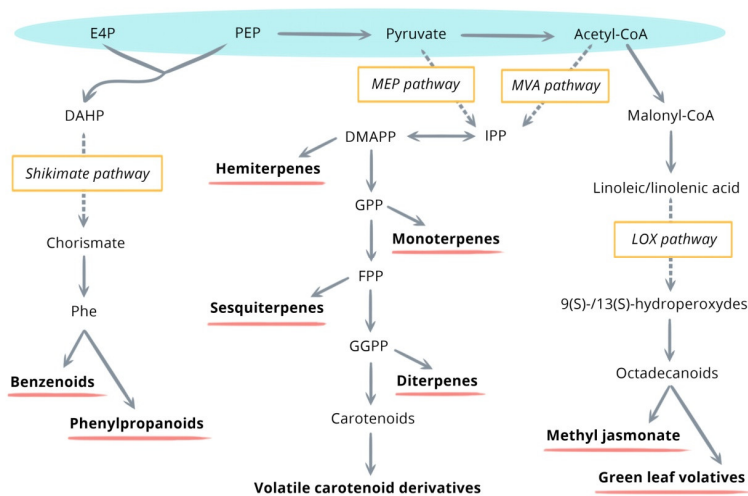 E4P PEP Pyruvate Acetyl-CoA
MEP pathway MVA pathway
DAHP Malonyl-CoA
DMAPP IPP
Hemiterpenes
Shikimate pathway
Linoleic/linolenic acid
GPP
Chorismate Monoterpenes LOX pathway
FPP
Phe Sesquiterpenes 9(S)-/13(S)-hydroperoxydes
GGPP
Benzenoids Diterpenes Octadecanoids
Phenylpropanoids Carotenoids
Methyl jasmonate
Green leaf volatives
Volatile carotenoid derivatives